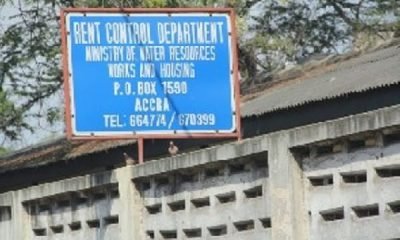 RENT CONTROL DEPARTMENT
MINISTRY OF WATER RESOURCES
WORKS AND HOUSING
P.O. BOX 1590
ACCRA
TEL: 664774 / 670399